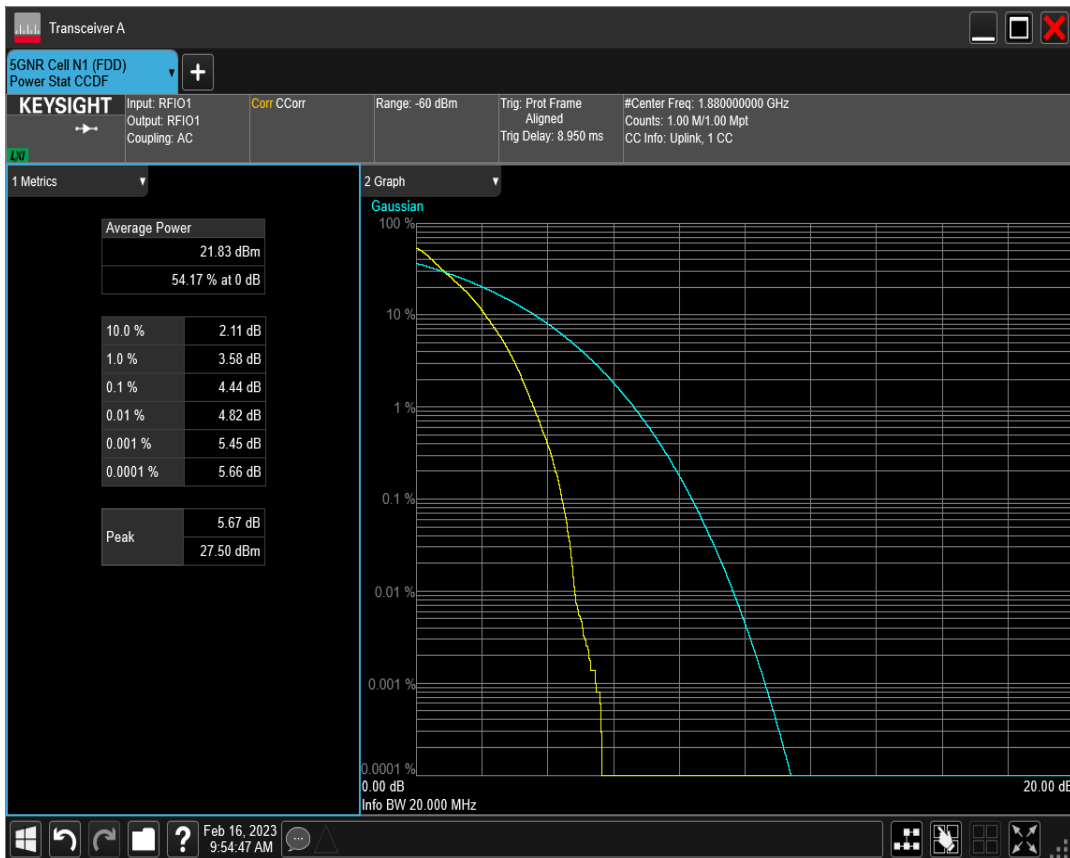 Transceiver A
5GNR Cell N1 (FDD)
Power Stat CCDF
KEYSIGHT
LXI
Input: RFIO1
Output: RFIO1
Coupling: AC
Corr CCorr
Range: -60 dBm
Trig: Prot Frame
Aligned
Trig Delay: 8.950 ms
#Center Freq: 1.880000000 GHz
Counts: 1.00 M/1.00 Mpt
CC Info: Uplink, 1 CC
1 Metrics
Average Power
21.83 dBm
54.17 % at 0 dB
10.0 % 2.11 dB
1.0 % 3.58 dB
0.1 % 4.44 dB
0.01 % 4.82 dB
0.001 % 5.45 dB
0.0001 % 5.66 dB
Peak
5.67 dB
27.50 dBm
2 Graph
Gaussian
100 %
10 %
1 %
0.1 %
0.01 %
0.001 %
0.0001 %
0.00 dB 20.00 dB
Info BW 20.000 MHz
Feb 16, 2023
9:54:47 AM